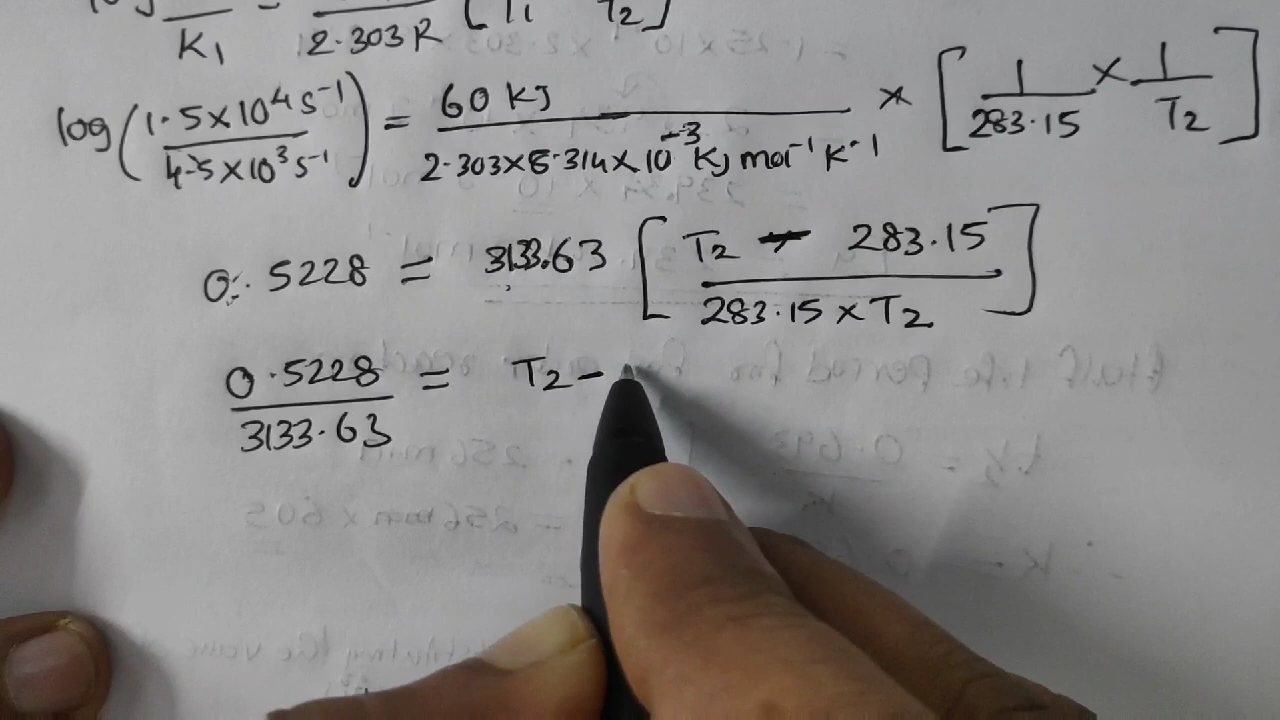 K₁ 2.303R [T₁ T₂]
log(1.5×10⁴ s⁻¹ / 4.5×10³ s⁻¹) = 60 KJ / 2.303×8.314×10⁻³ KJ mol⁻¹ K⁻¹ × [1/283.15 × 1/T₂]
0.5228 = 3133.63 [T₂ - 283.15 / 283.15 × T₂]
0.5228 / 3133.63 = T₂ -